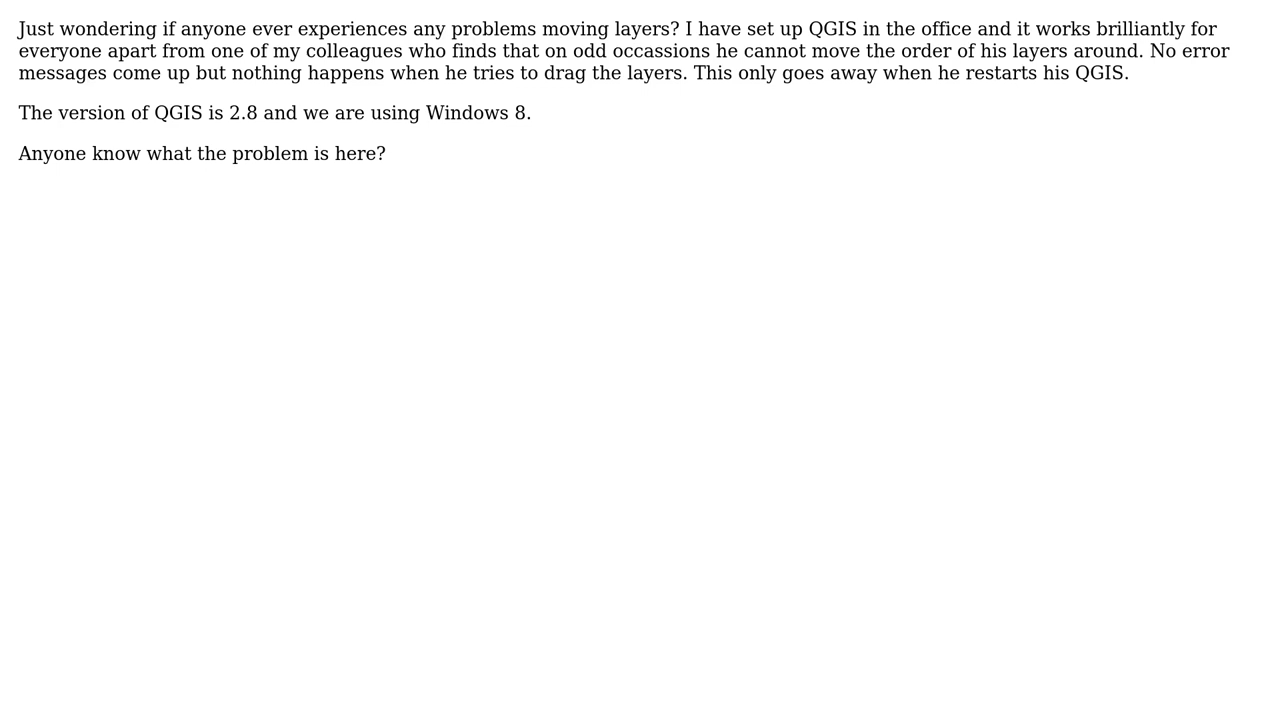 Just wondering if anyone ever experiences any problems moving layers? I have set up QGIS in the office and it works brilliantly for
everyone apart from one of my colleagues who finds that on odd occassions he cannot move the order of his layers around. No error
messages come up but nothing happens when he tries to drag the layers. This only goes away when he restarts his QGIS.
The version of QGIS is 2.8 and we are using Windows 8.
Anyone know what the problem is here?